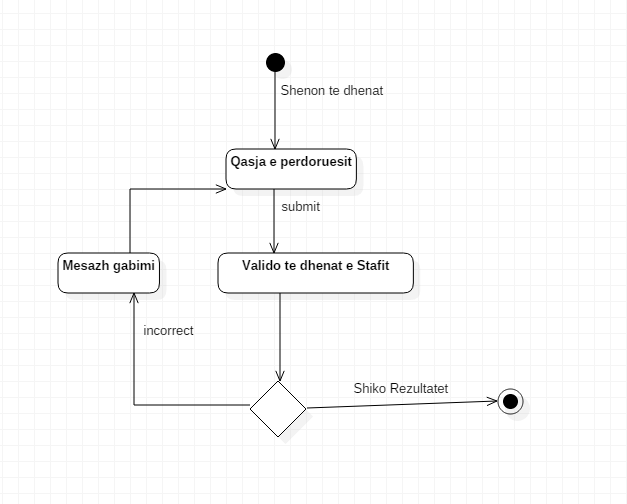 Shenon te dhenat
Qasja e perdoruesit
submit
Mesazh gabimi
Valido te dhenat e Stafit
incorrect
Shiko Rezultatet